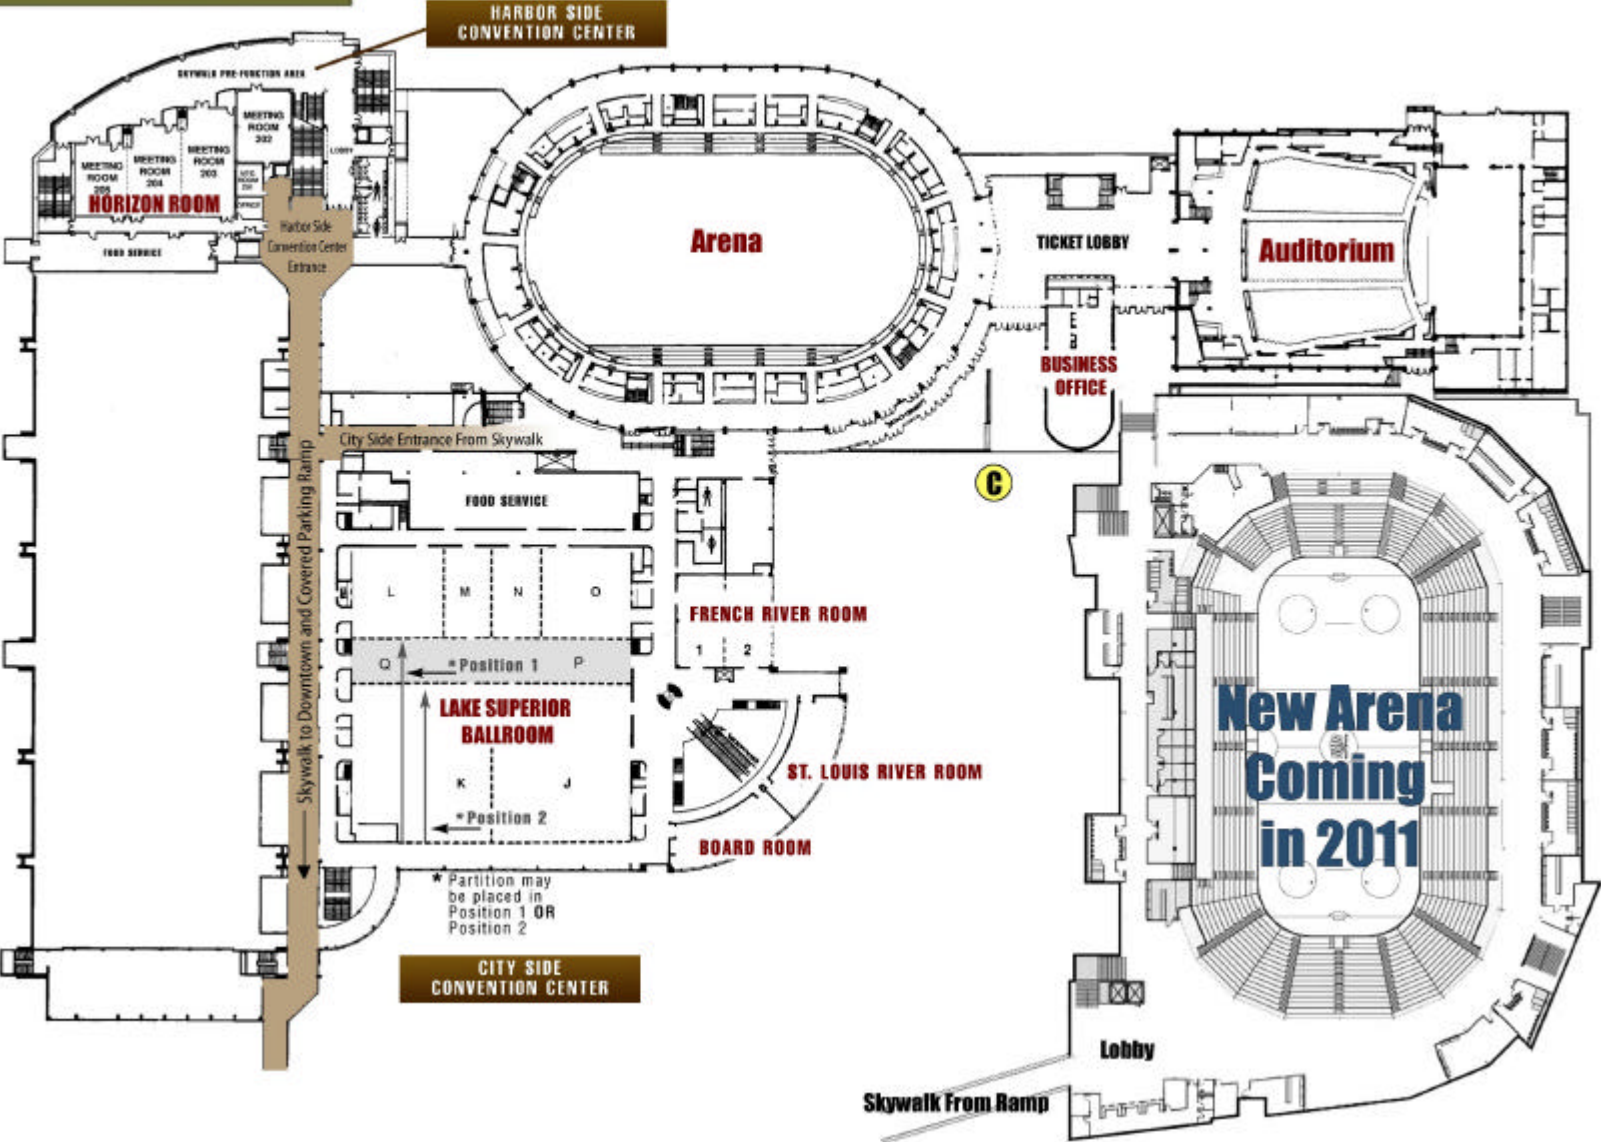 HARBOR SIDE
CONVENTION CENTER
SKYWALK PRE-FUNCTION AREA
MEETING
ROOM
202
MEETING
ROOM
203
MEETING
ROOM
204
MEETING
ROOM
205
LOBBY
OFFICE
HORIZON ROOM
FOOD SERVICE
Harbor Side
Convention Center
Entrance
Arena
TICKET LOBBY
Auditorium
BUSINESS
OFFICE
City Side Entrance From Skywalk
Skywalk to Downtown and Covered Parking Ramp
FOOD SERVICE
C
L
M
N
O
FRENCH RIVER ROOM
1
2
Q
* Position 1
P
LAKE SUPERIOR
BALLROOM
K
J
* Position 2
ST. LOUIS RIVER ROOM
BOARD ROOM
* Partition may
be placed in
Position 1 OR
Position 2
CITY SIDE
CONVENTION CENTER
New Arena
Coming
in 2011
Lobby
Skywalk From Ramp